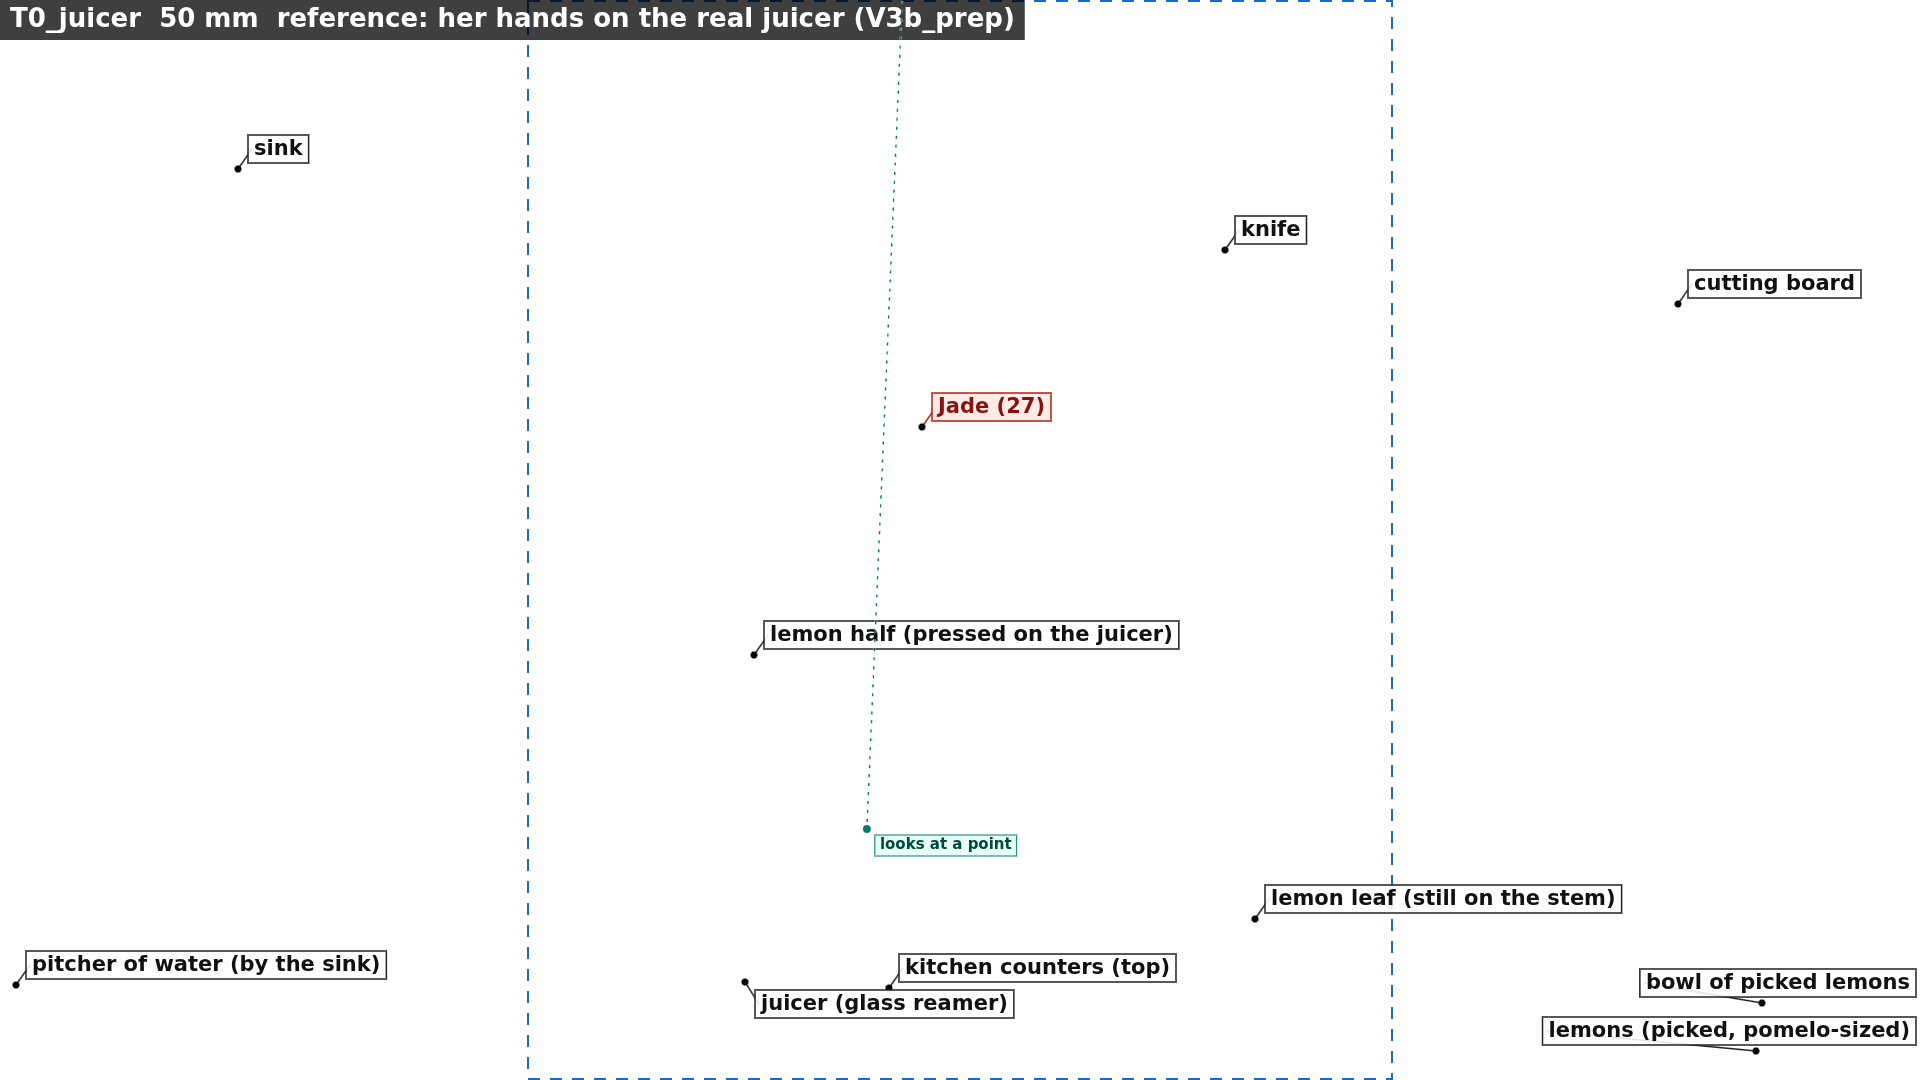 T0_juicer  50 mm  reference: her hands on the real juicer (V3b_prep)
sink
knife
cutting board
Jade (27)
lemon half (pressed on the juicer)
looks at a point
lemon leaf (still on the stem)
pitcher of water (by the sink)
kitchen counters (top)
bowl of picked lemons
juicer (glass reamer)
lemons (picked, pomelo-sized)